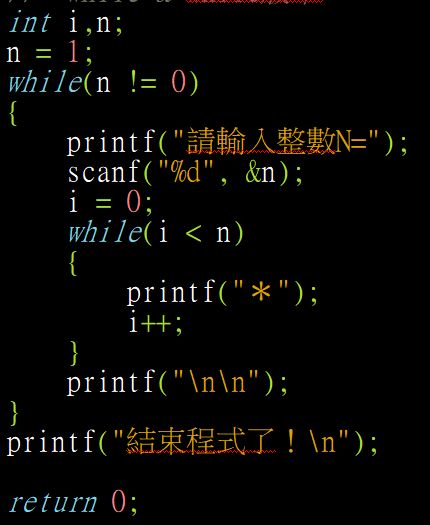 int i,n;
n = 1;
while(n != 0)
{
    printf("請輸入整數N=");
    scanf("%d", &n);
    i = 0;
    while(i < n)
    {
        printf("＊");
        i++;
    }
    printf("\n\n");
}
printf("結束程式了！\n");
return 0;